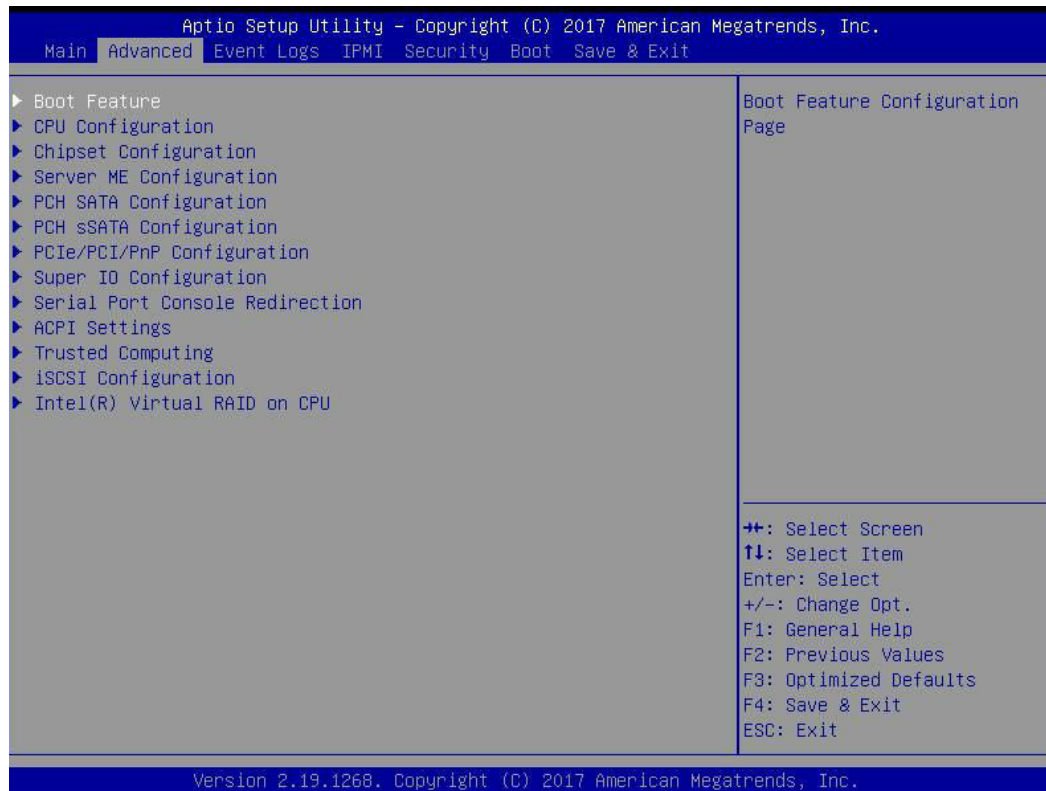 Aptio Setup Utility – Copyright (C) 2017 American Megatrends, Inc.
Main Advanced Event Logs IPMI Security Boot Save & Exit
▶ Boot Feature
▶ CPU Configuration
▶ Chipset Configuration
▶ Server ME Configuration
▶ PCH SATA Configuration
▶ PCH sSATA Configuration
▶ PCIe/PCI/PnP Configuration
▶ Super IO Configuration
▶ Serial Port Console Redirection
▶ ACPI Settings
▶ Trusted Computing
▶ iSCSI Configuration
▶ Intel(R) Virtual RAID on CPU
Boot Feature Configuration
Page
→←: Select Screen
↑↓: Select Item
Enter: Select
+/-: Change Opt.
F1: General Help
F2: Previous Values
F3: Optimized Defaults
F4: Save & Exit
ESC: Exit
Version 2.19.1268. Copyright (C) 2017 American Megatrends, Inc.